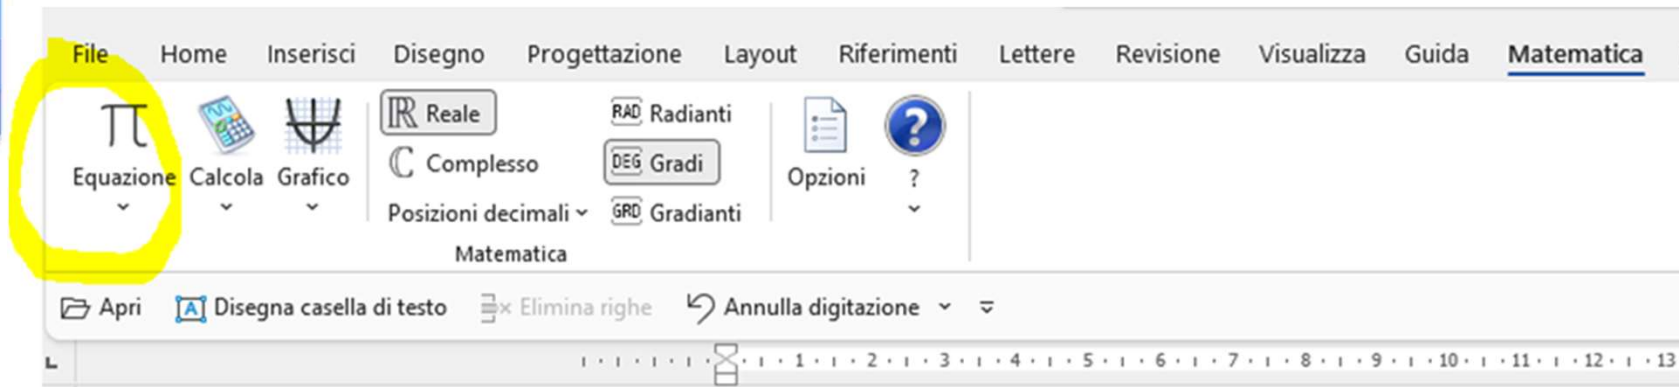 File Home Inserisci Disegno Progettazione Layout Riferimenti Lettere Revisione Visualizza Guida Matematica
π
Equazione Calcola Grafico
ℝ Reale
ℂ Complesso
Posizioni decimali
RAD Radianti
DEG Gradi
GRD Gradianti
Opzioni ?
?
Matematica
Apri A Disegna casella di testo Elimina righe Annulla digitazione
1 2 3 4 5 6 7 8 9 10 11 12 13